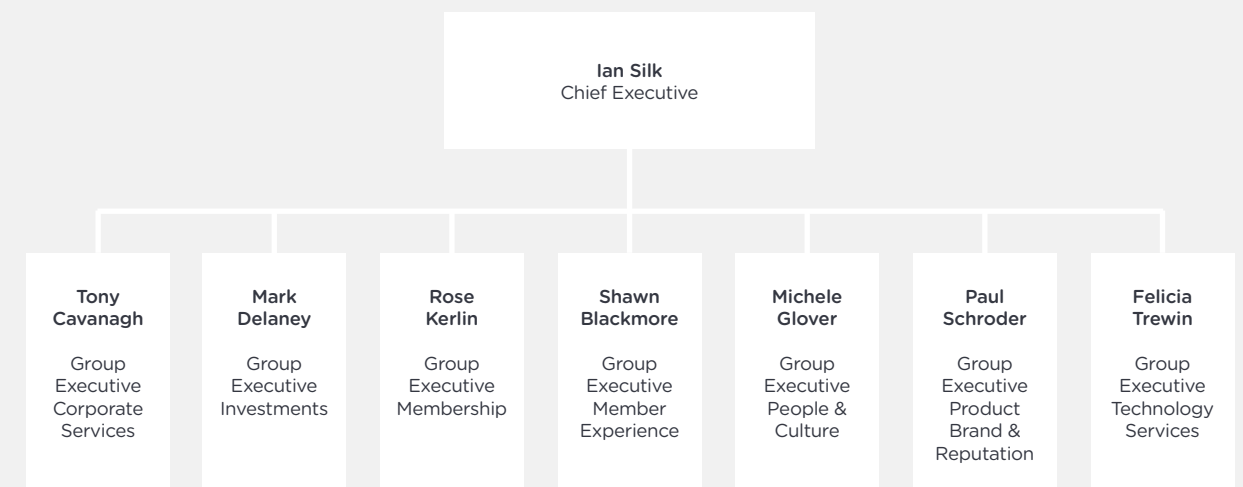 Ian Silk
Chief Executive
Tony
Cavanagh
Group
Executive
Corporate
Services
Mark
Delaney
Group
Executive
Investments
Rose
Kerlin
Group
Executive
Membership
Shawn
Blackmore
Group
Executive
Member
Experience
Michele
Glover
Group
Executive
People &
Culture
Paul
Schroder
Group
Executive
Product
Brand &
Reputation
Felicia
Trewin
Group
Executive
Technology
Services